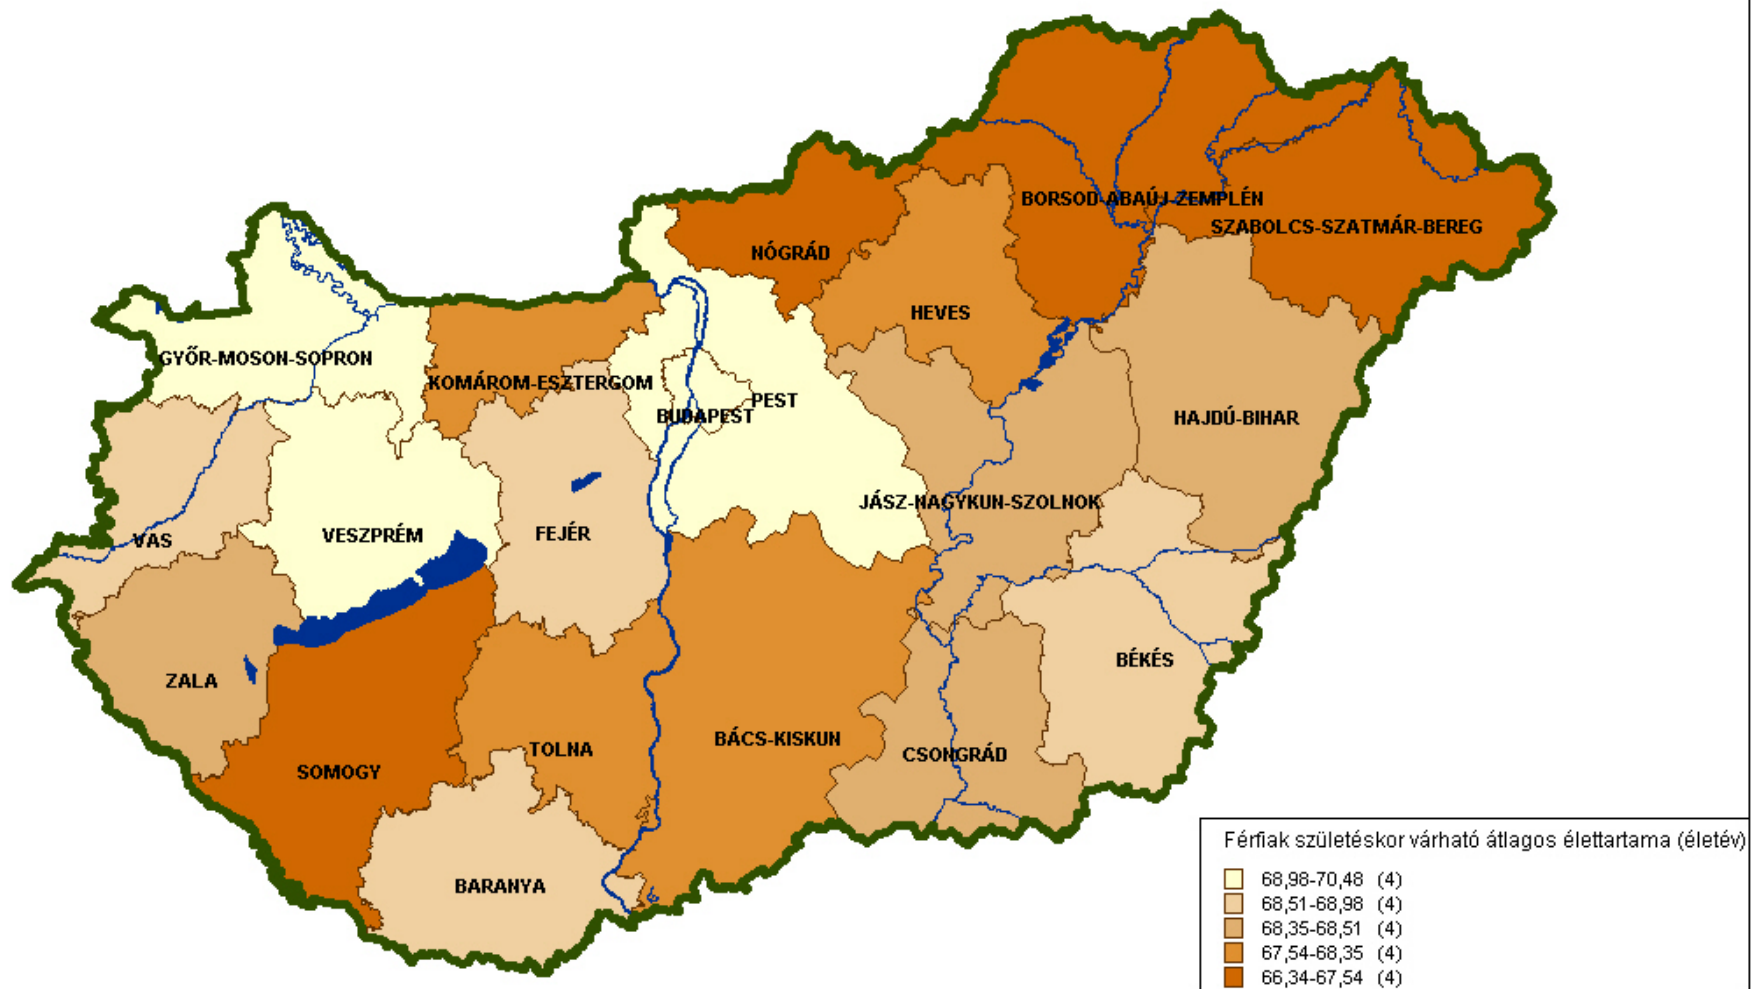 BORSOD-ABAÚJ-ZEMPLÉN
SZABOLCS-SZATMÁR-BEREG
NÓGRÁD
HEVES
GYŐR-MOSON-SOPRON
KOMÁROM-ESZTERGOM
PEST
BUDAPEST
HAJDÚ-BIHAR
JÁSZ-NAGYKUN-SZOLNOK
VESZPRÉM
FEJÉR
VAS
BÉKÉS
ZALA
BÁCS-KISKUN
TOLNA
CSONGRÁD
SOMOGY
BARANYA
Férfiak születéskor várható átlagos élettartama (életév)
68,98-70,48 (4)
68,51-68,98 (4)
68,35-68,51 (4)
67,54-68,35 (4)
66,34-67,54 (4)